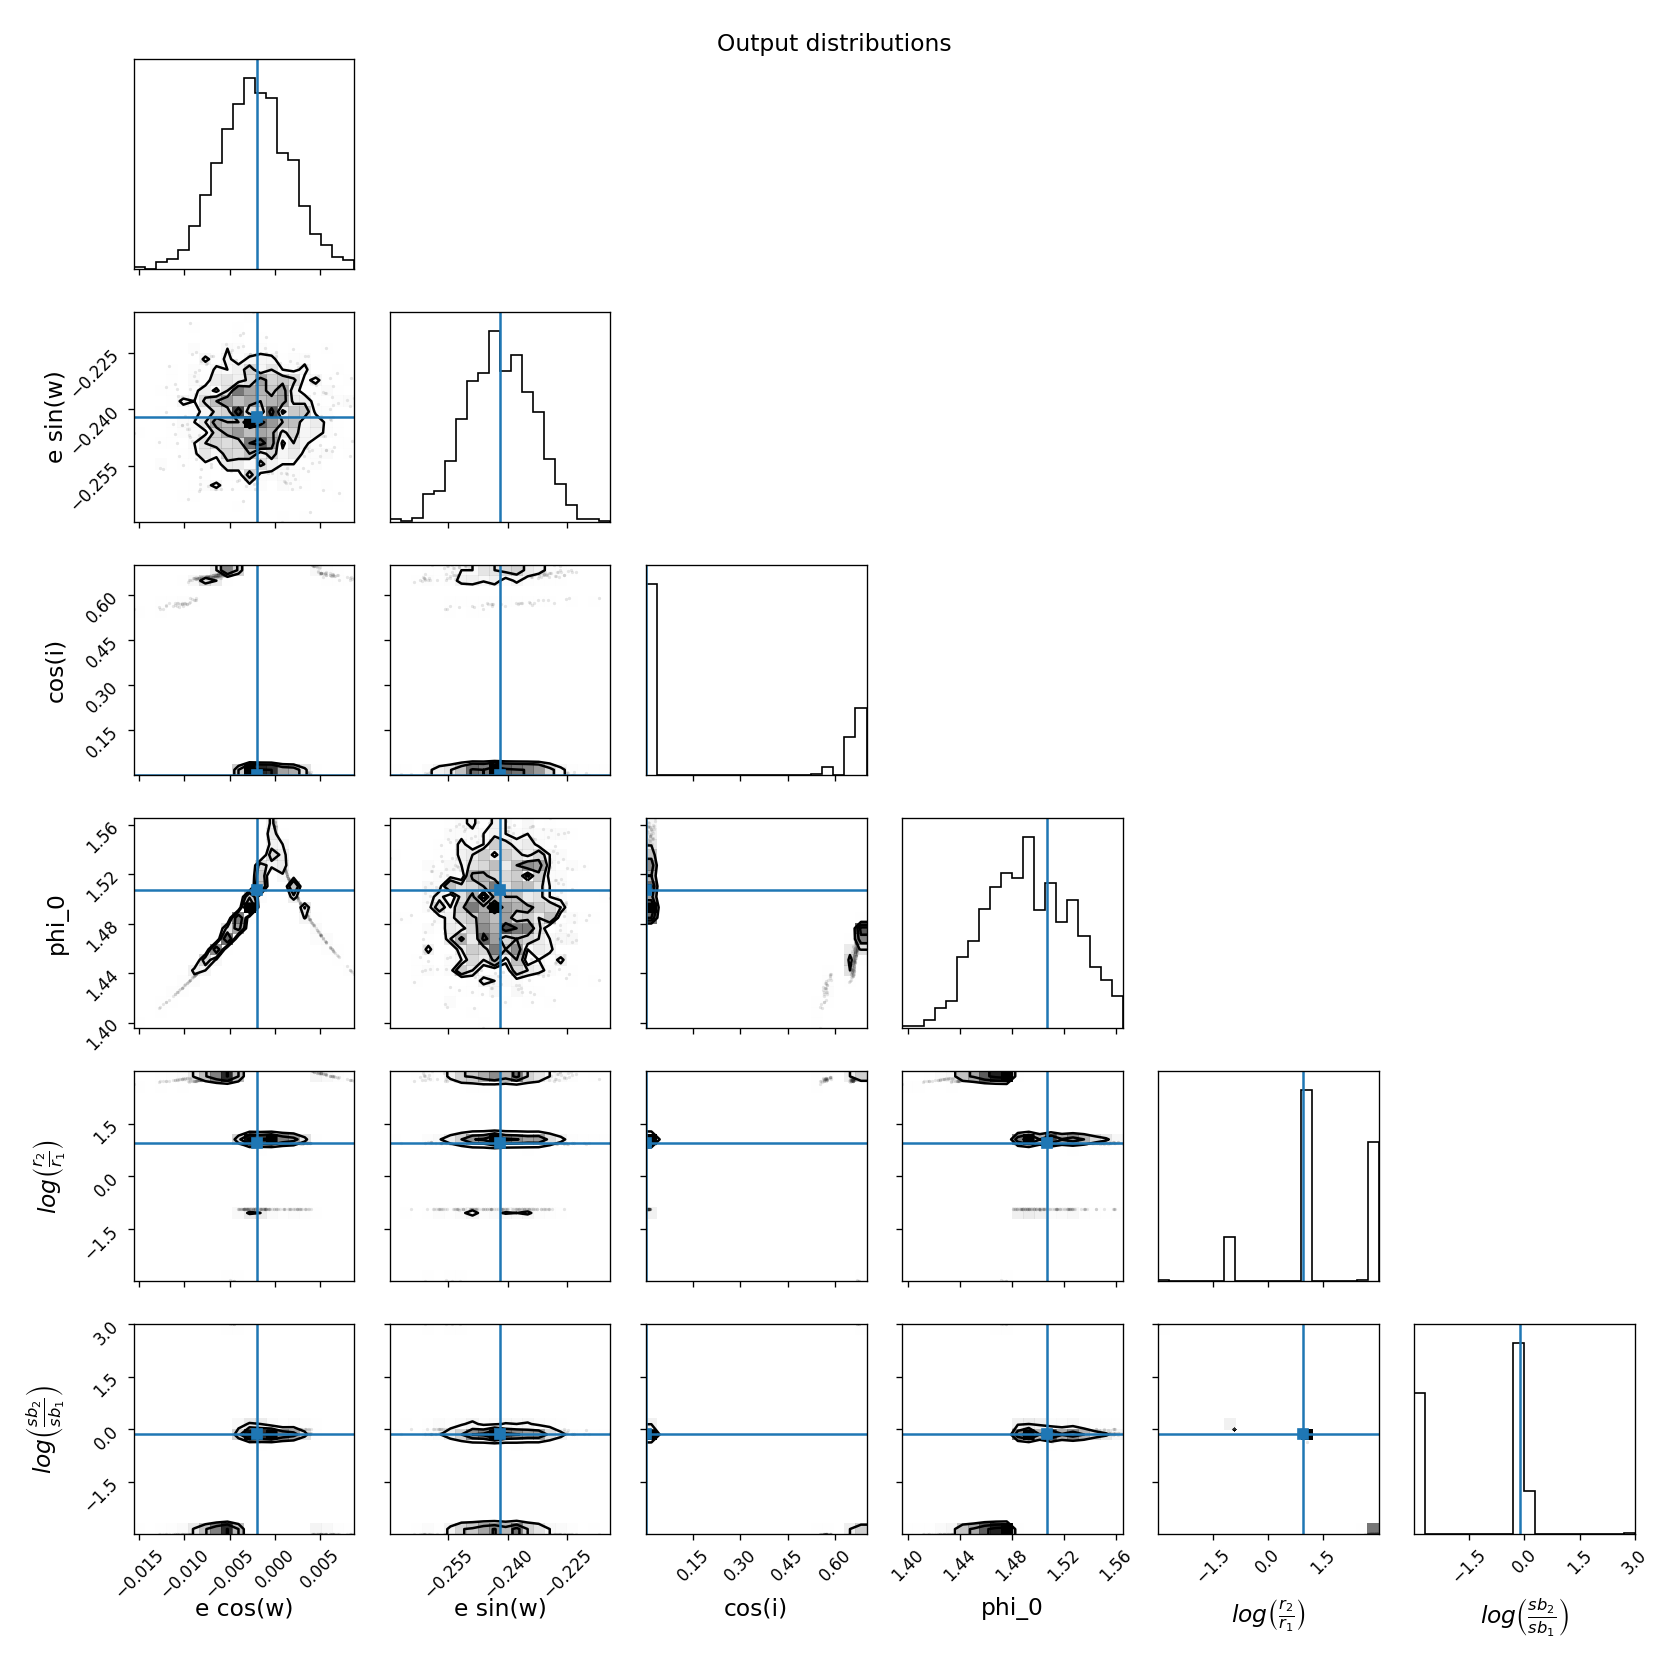 Output distributions
e sin(w)
−0.225
−0.240
−0.255
cos(i)
0.60
0.45
0.30
0.15
phi_0
1.56
1.52
1.48
1.44
1.40
log(r2/r1)
1.5
0.0
−1.5
log(sb2/sb1)
3.0
1.5
0.0
−1.5
−0.015 −0.010 −0.005 0.000 0.005
−0.255 −0.240 −0.225
0.15 0.30 0.45 0.60
1.40 1.44 1.48 1.52 1.56
−1.5 0.0 1.5
−1.5 0.0 1.5 3.0
e cos(w)
e sin(w)
cos(i)
phi_0
log(r2/r1)
log(sb2/sb1)